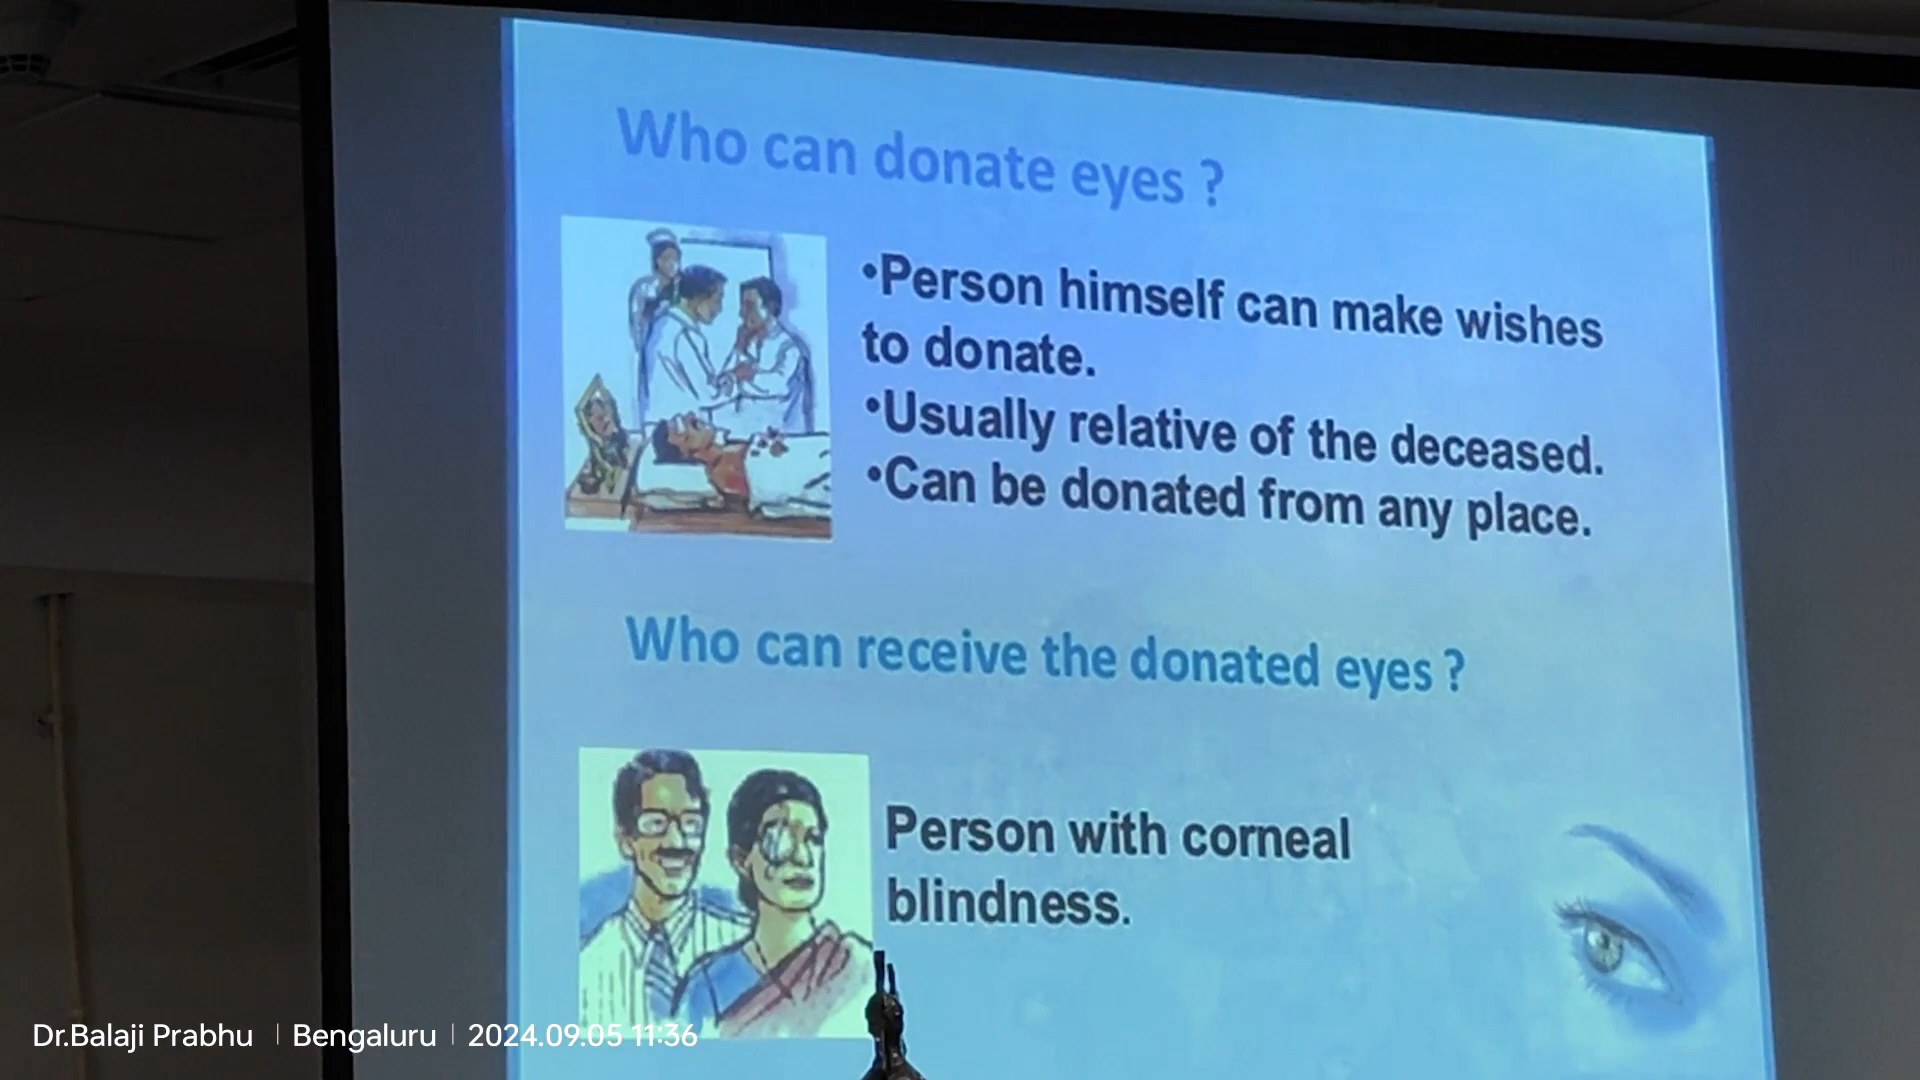 Who can donate eyes ?
•Person himself can make wishes
to donate.
•Usually relative of the deceased.
•Can be donated from any place.
Who can receive the donated eyes ?
Person with corneal
blindness.
Dr.Balaji Prabhu | Bengaluru | 2024.09.05 11:36